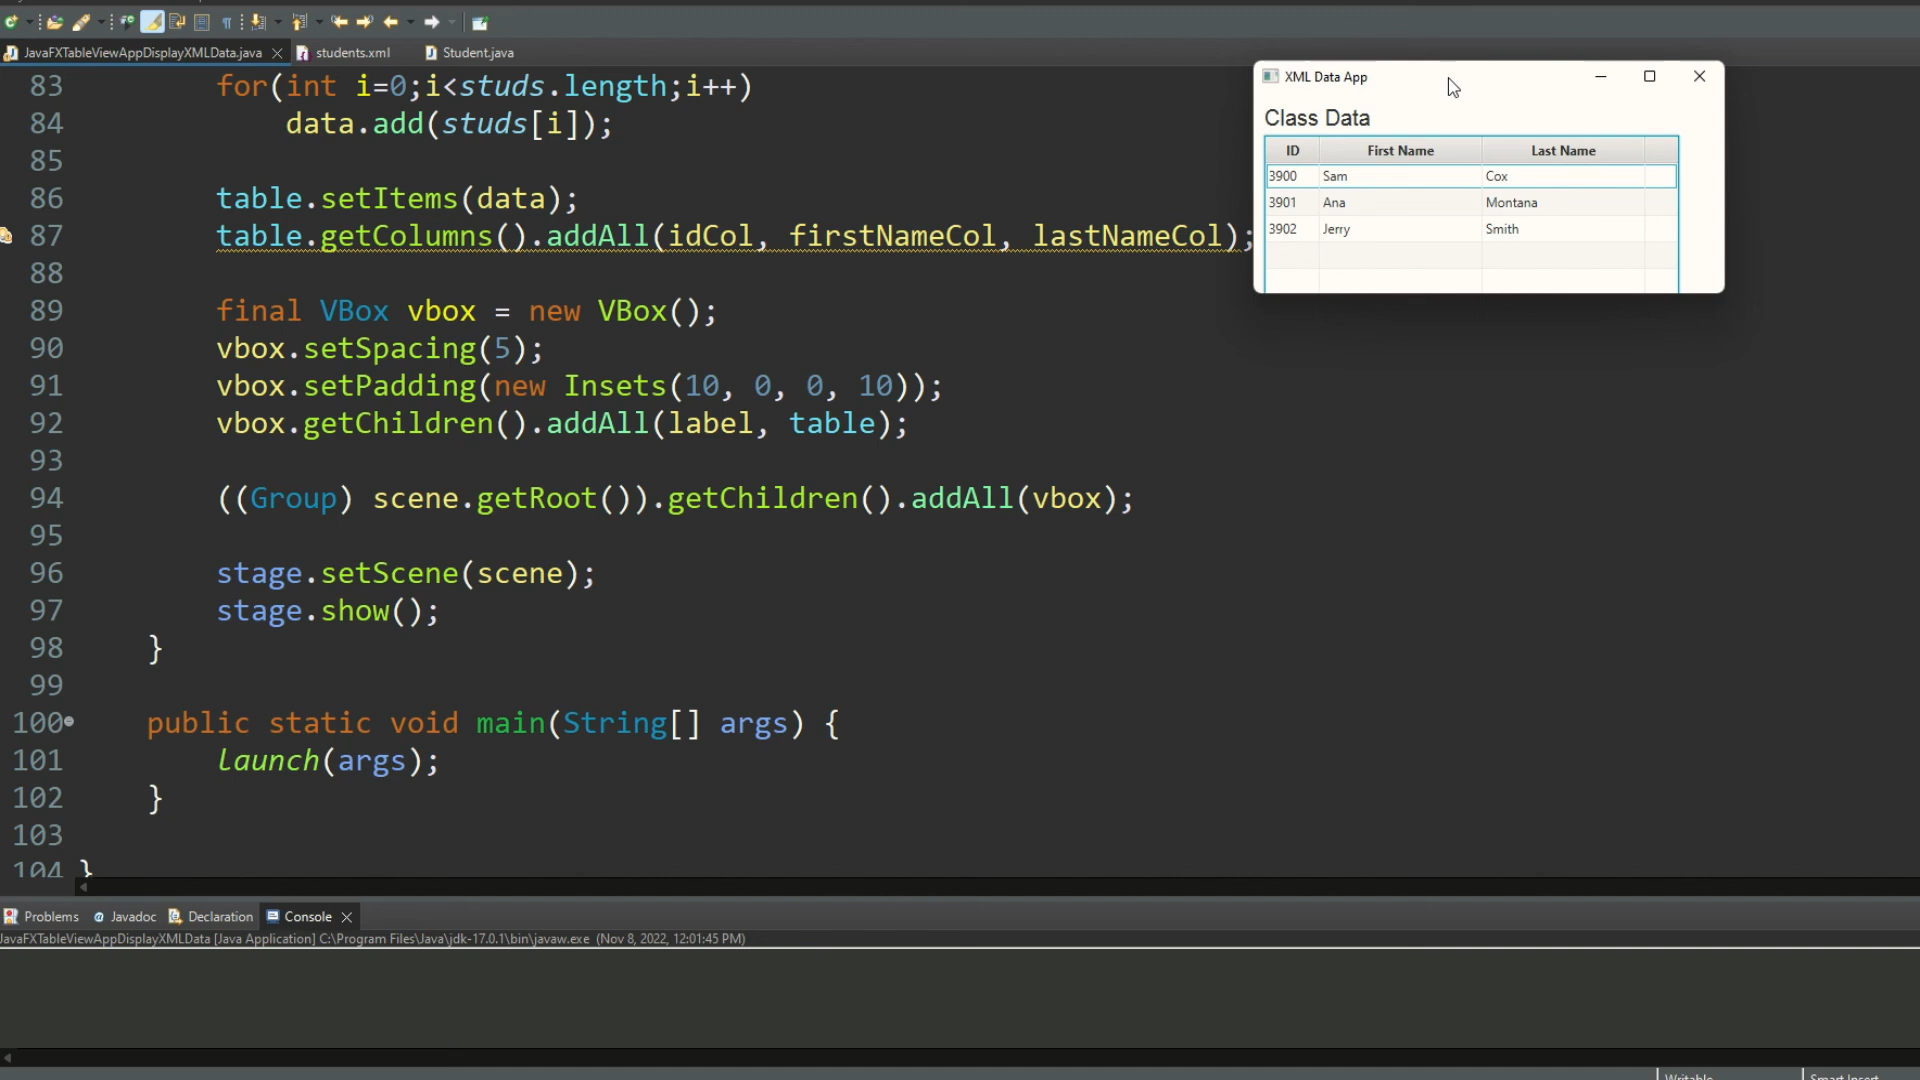 JavaFXTableViewAppDisplayXMLData.java students.xml Student.java
83 for(int i=0;i<studs.length;i++)
84 data.add(studs[i]);
85
86 table.setItems(data);
87 table.getColumns().addAll(idCol, firstNameCol, lastNameCol);
88
89 final VBox vbox = new VBox();
90 vbox.setSpacing(5);
91 vbox.setPadding(new Insets(10, 0, 0, 10));
92 vbox.getChildren().addAll(label, table);
93
94 ((Group) scene.getRoot()).getChildren().addAll(vbox);
95
96 stage.setScene(scene);
97 stage.show();
98 }
99
100 public static void main(String[] args) {
101 launch(args);
102 }
103
104 }
XML Data App
Class Data
ID First Name Last Name
3900 Sam Cox
3901 Ana Montana
3902 Jerry Smith
Problems Javadoc Declaration Console
JavaFXTableViewAppDisplayXMLData [Java Application] C:\Program Files\Java\jdk-17.0.1\bin\javaw.exe (Nov 8, 2022, 12:01:45 PM)
Writable Smart Insert